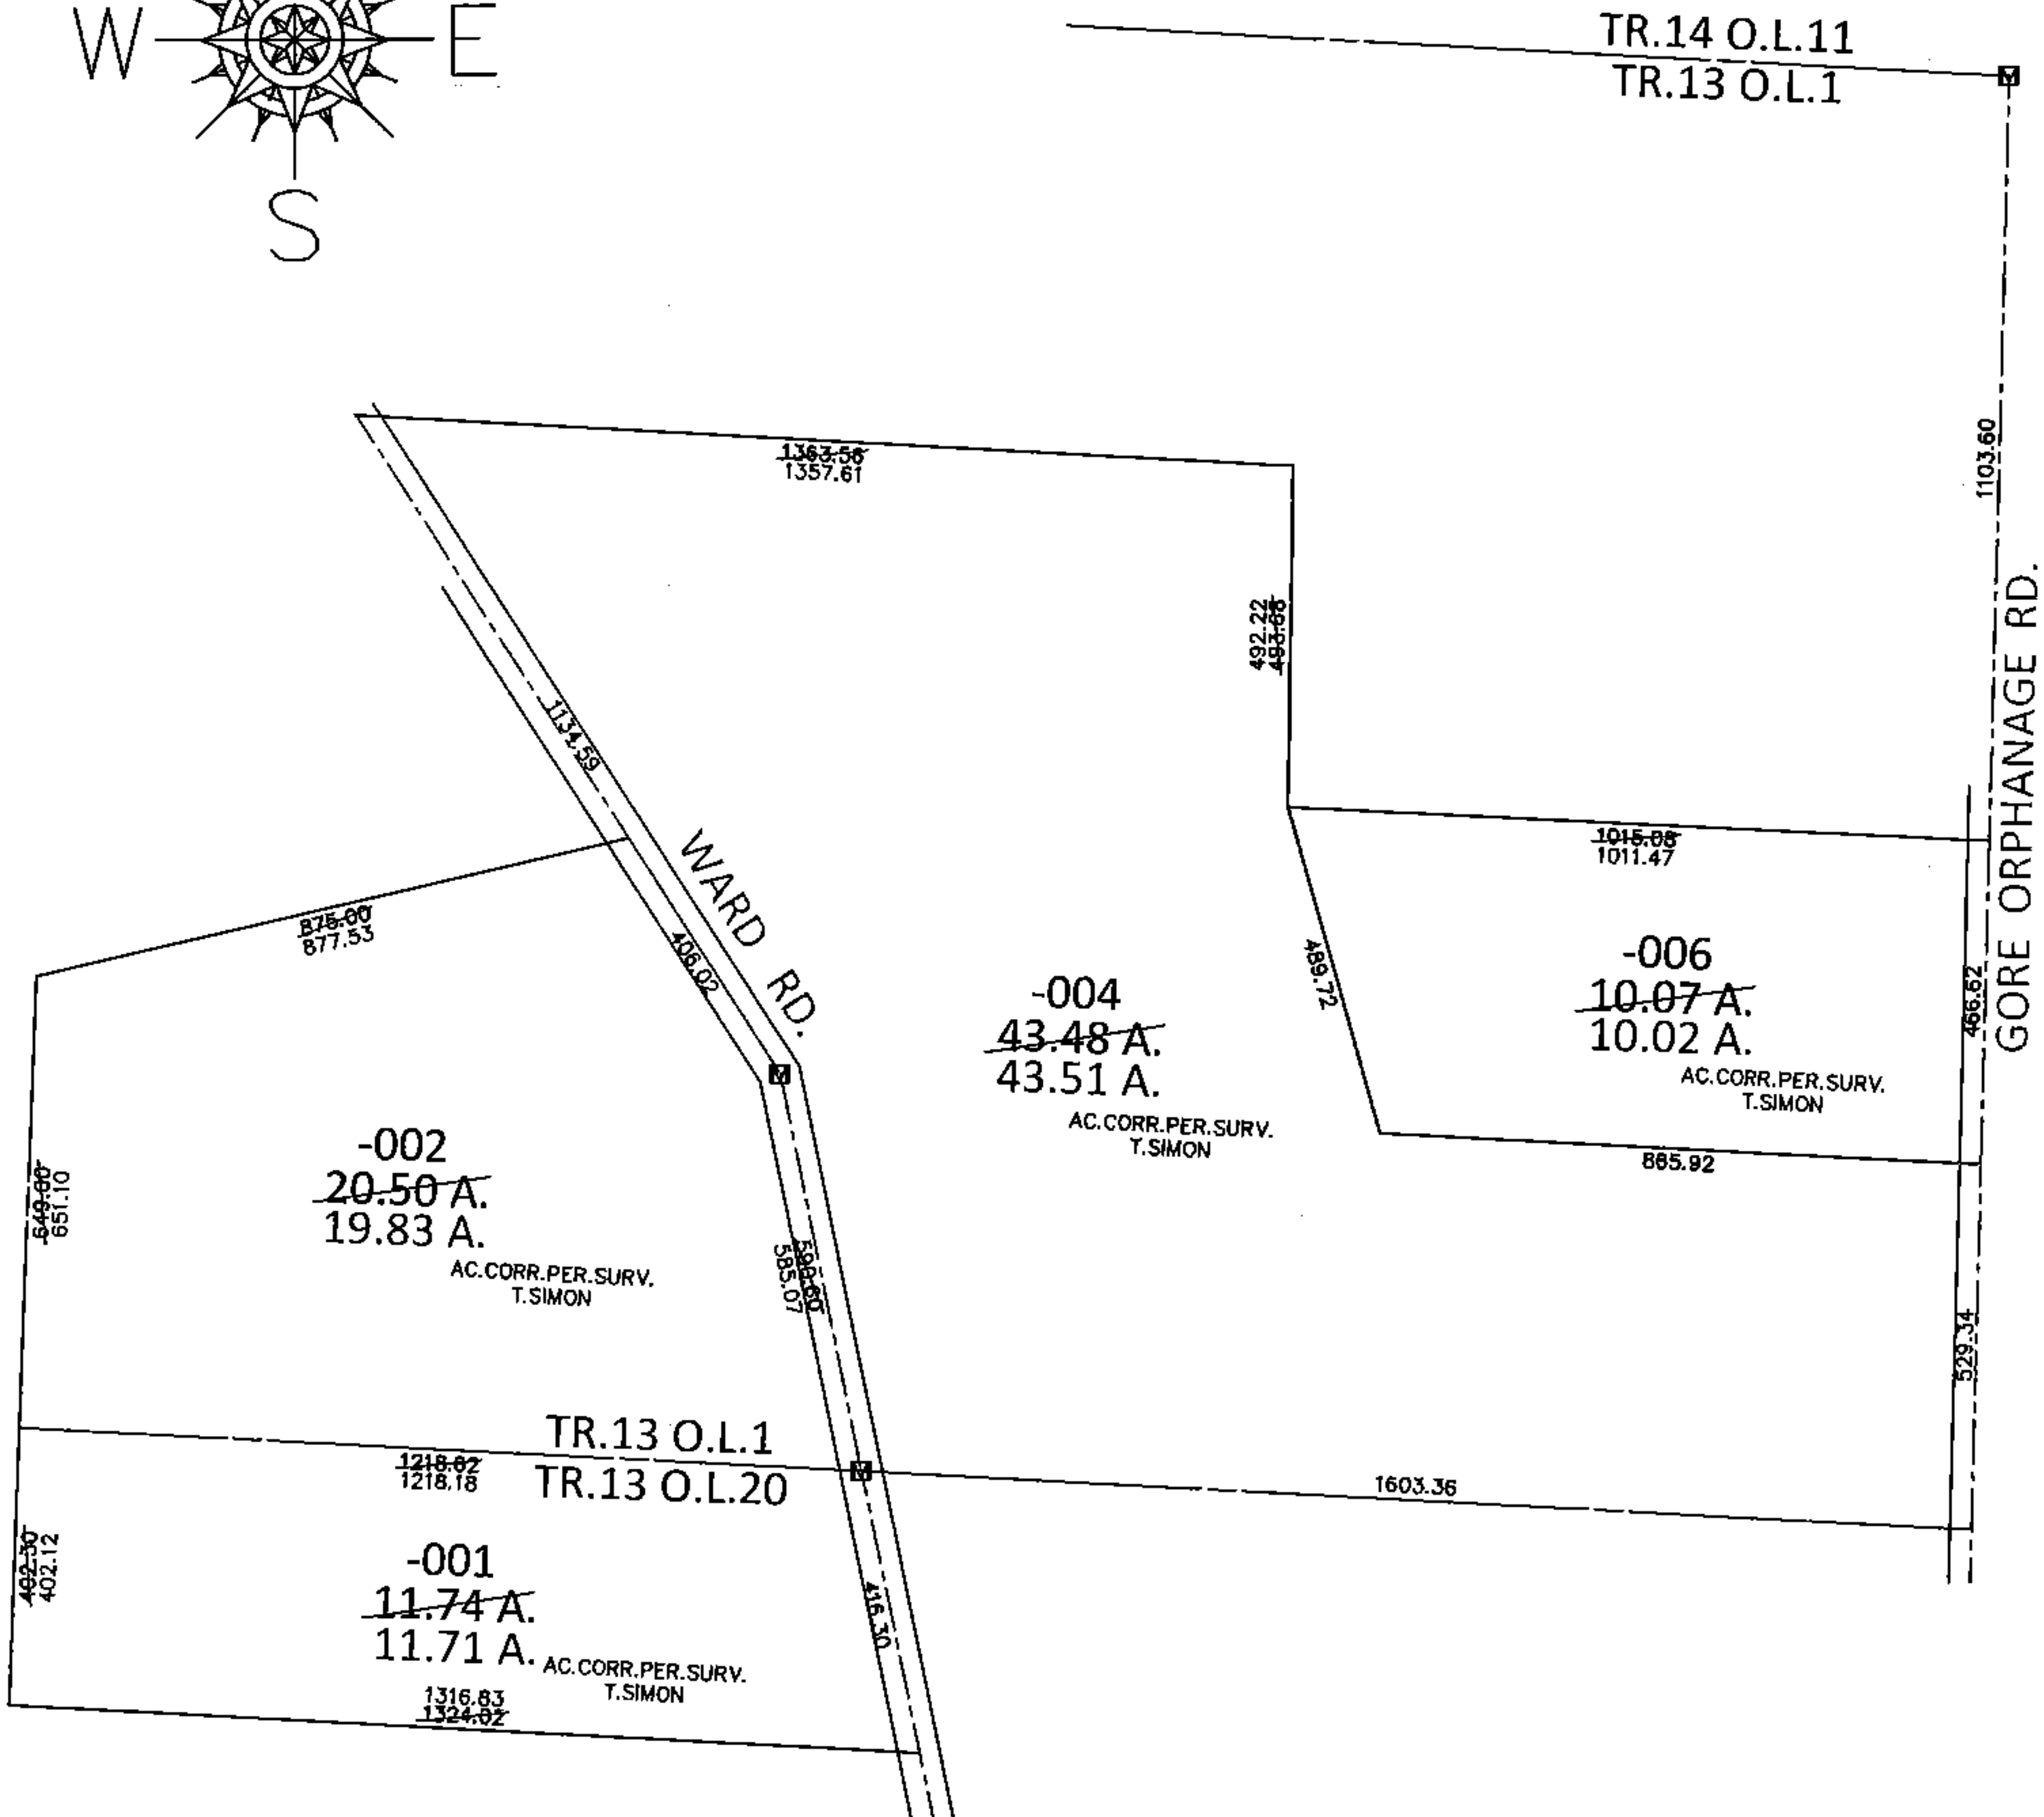 W
E
S
TR.14 O.L.11
TR.13 O.L.1
1363.56
1357.61
1103.60
492.22
GORE ORPHANAGE RD.
1134.59
1015.08
1011.47
WARD RD.
875.00
877.53
406.02
489.72
-006
10.07 A.
10.02 A.
AC.CORR.PER.SURV.
T.SIMON
466.62
-004
43.48 A.
43.51 A.
AC.CORR.PER.SURV.
T.SIMON
885.92
-002
20.50 A.
19.83 A.
AC.CORR.PER.SURV.
T.SIMON
649.00
651.10
585.07
529.34
TR.13 O.L.1
TR.13 O.L.20
1218.02
1218.18
1603.36
402.30
402.12
-001
11.74 A.
11.71 A.
AC.CORR.PER.SURV.
T.SIMON
416.30
1316.83
1324.02